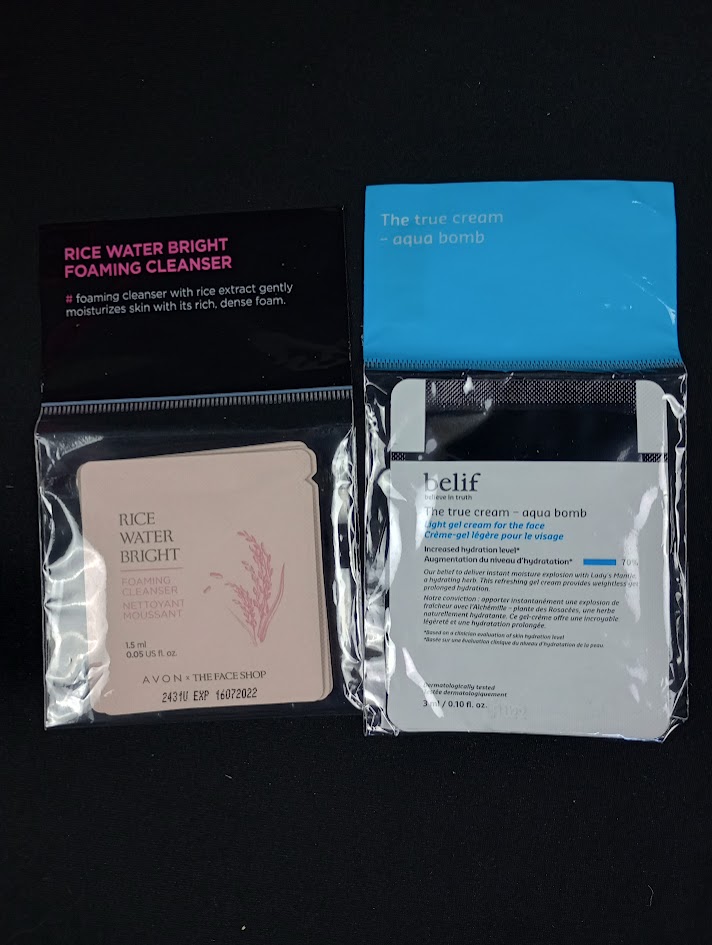 RICE WATER BRIGHT
FOAMING CLEANSER
# foaming cleanser with rice extract gently
moisturizes skin with its rich, dense foam.
RICE
WATER
BRIGHT
FOAMING
CLEANSER
NETTOYANT
MOUSSANT
1.5 ml
0.05 US fl. oz.
AVON x THE FACE SHOP
2431U EXP 16072022
The true cream
- aqua bomb
belif
believe in truth
The true cream - aqua bomb
Light gel cream for the face
Crème-gel légère pour le visage
Increased hydration level*
Augmentation du niveau d'hydratation*
70%
Our belief to deliver instant moisture explosion with Lady's Mantle,
a hydrating herb. This refreshing gel cream provides weightless gel
prolonged hydration.
Notre conviction : apporter instantanément une explosion de
fraîcheur avec l'Alchémille - plante des Rosacées, une herbe
naturellement hydratante. Ce gel-crème offre une incroyable
légèreté et une hydratation prolongée.
*Based on a clinician evaluation of skin hydration level
*Basée sur une évaluation clinique du niveau d'hydratation de la peau.
Dermatologically tested
Testée dermatologiquement
3 ml / 0.10 fl. oz.